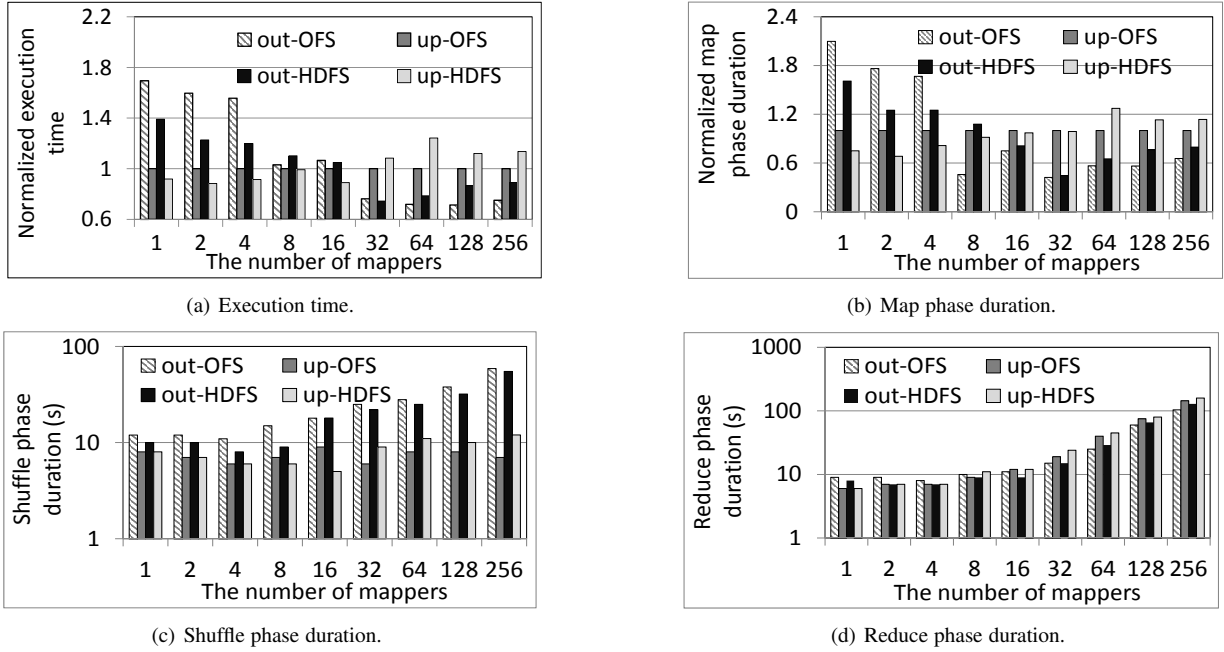 2.2
1.8
1.4
1
0.6
Normalized execution
time
out-OFS
up-OFS
out-HDFS
up-HDFS
1 2 4 8 16 32 64 128 256
The number of mappers
(a) Execution time.
2.4
1.8
1.2
0.6
0
Normalized map
phase duration
out-OFS
up-OFS
out-HDFS
up-HDFS
1 2 4 8 16 32 64 128 256
The number of mappers
(b) Map phase duration.
100
10
1
Shuffle phase
duration (s)
out-OFS
up-OFS
out-HDFS
up-HDFS
1 2 4 8 16 32 64 128 256
The number of mappers
(c) Shuffle phase duration.
1000
100
10
1
Reduce phase
duration (s)
out-OFS
up-OFS
out-HDFS
up-HDFS
1 2 4 8 16 32 64 128 256
The number of mappers
(d) Reduce phase duration.